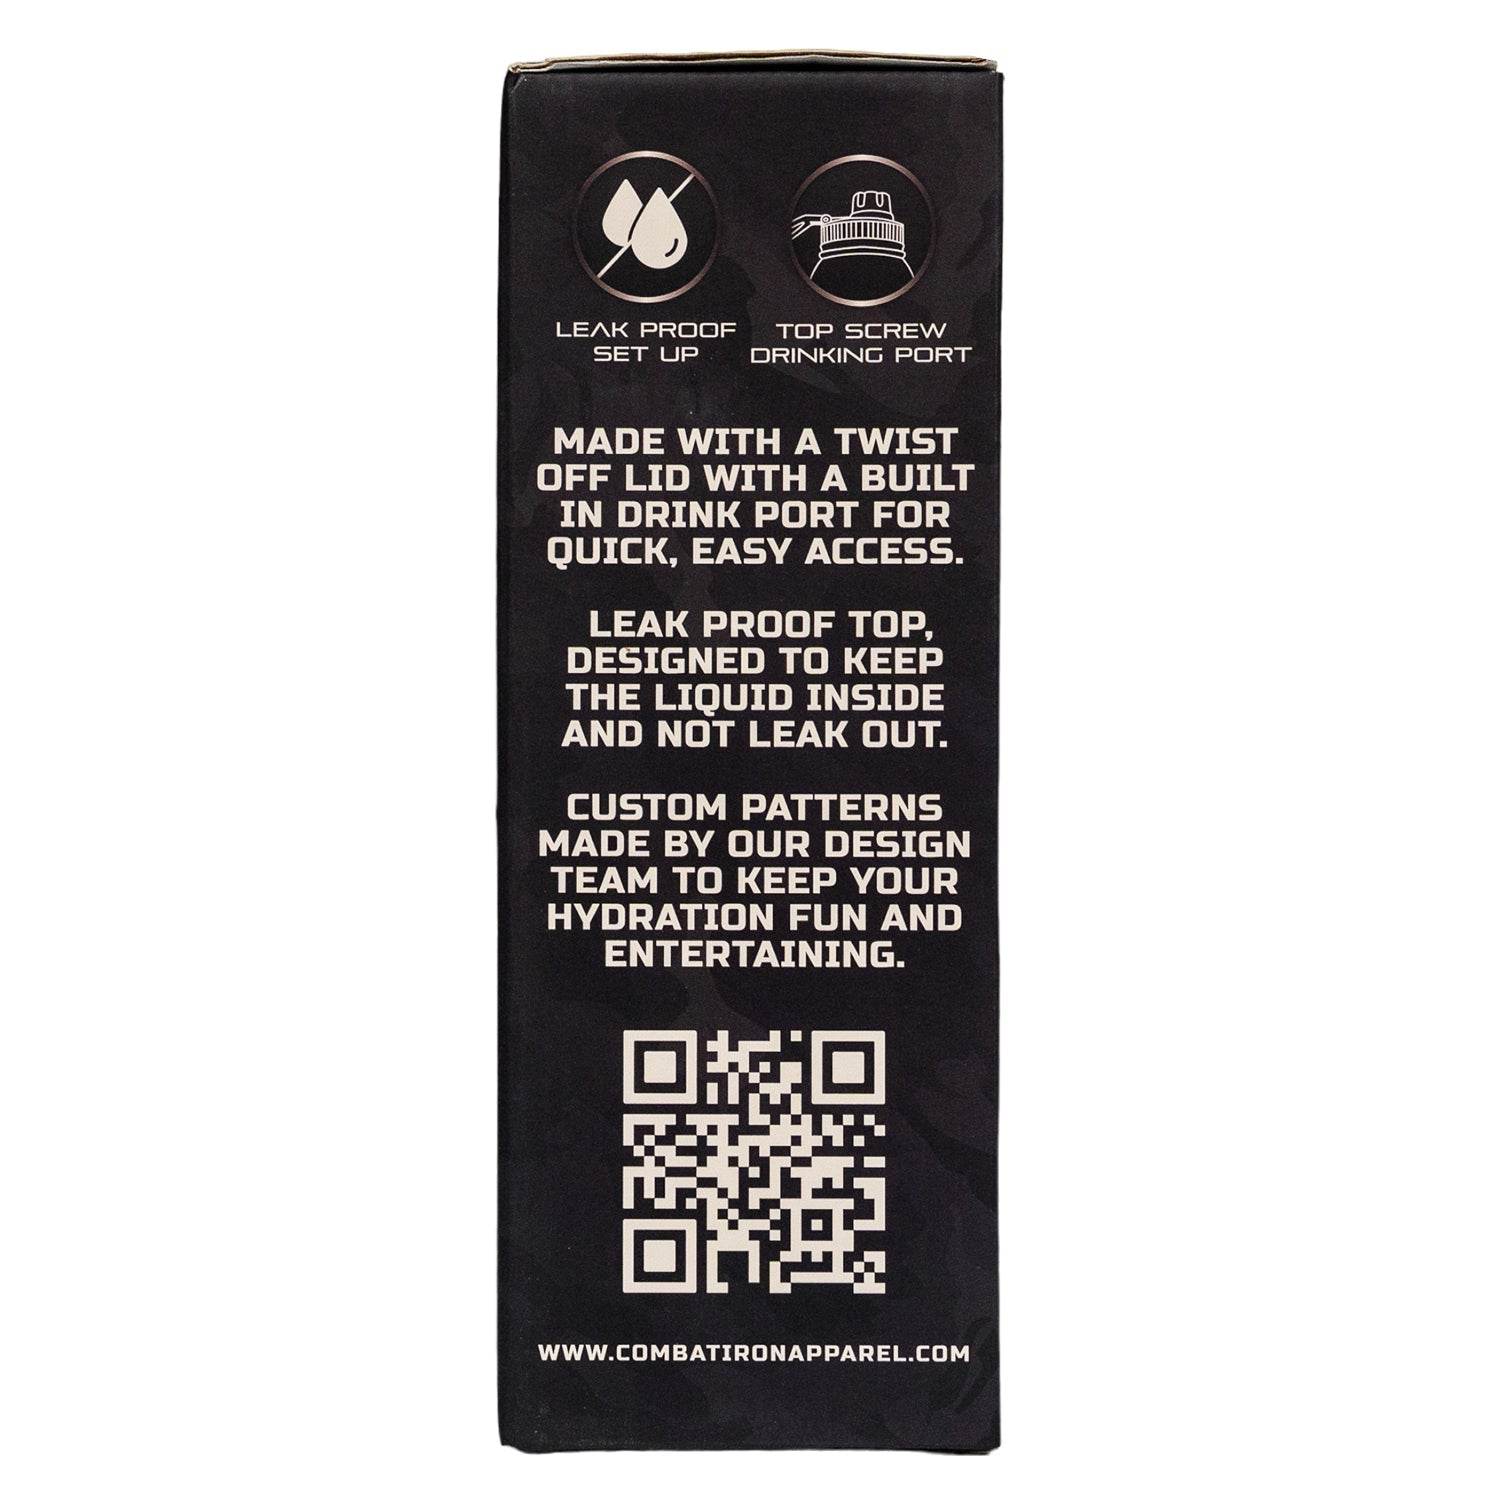 LEAK PROOF
SET UP
TOP SCREW
DRINKING PORT
MADE WITH A TWIST
OFF LID WITH A BUILT
IN DRINK PORT FOR
QUICK, EASY ACCESS.
LEAK PROOF TOP,
DESIGNED TO KEEP
THE LIQUID INSIDE
AND NOT LEAK OUT.
CUSTOM PATTERNS
MADE BY OUR DESIGN
TEAM TO KEEP YOUR
HYDRATION FUN AND
ENTERTAINING.
WWW.COMBATIRONAPPAREL.COM